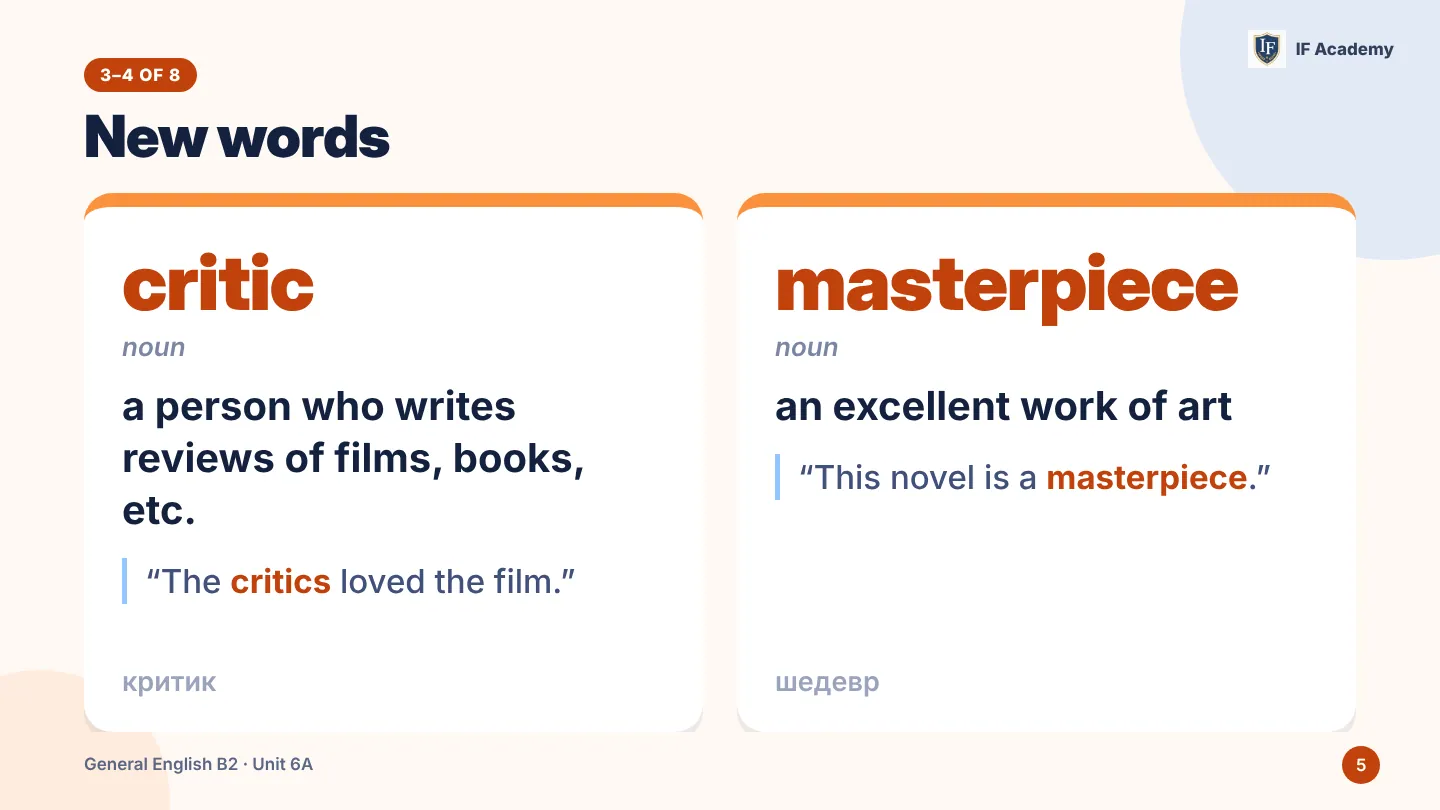 IF
IF Academy
3–4 OF 8
New words
critic
noun
a person who writes
reviews of films, books,
etc.
“The critics loved the film.”
критик
masterpiece
noun
an excellent work of art
“This novel is a masterpiece.”
шедевр
General English B2 · Unit 6A
5